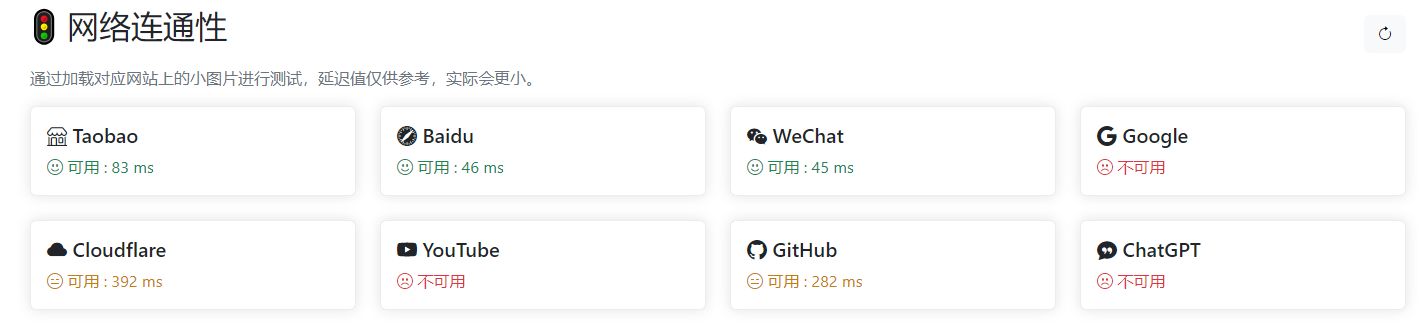 网络连通性
通过加载对应网站上的小图片进行测试，延迟值仅供参考，实际会更小。
Taobao
可用 : 83 ms
Baidu
可用 : 46 ms
WeChat
可用 : 45 ms
Google
不可用
Cloudflare
可用 : 392 ms
YouTube
不可用
GitHub
可用 : 282 ms
ChatGPT
不可用